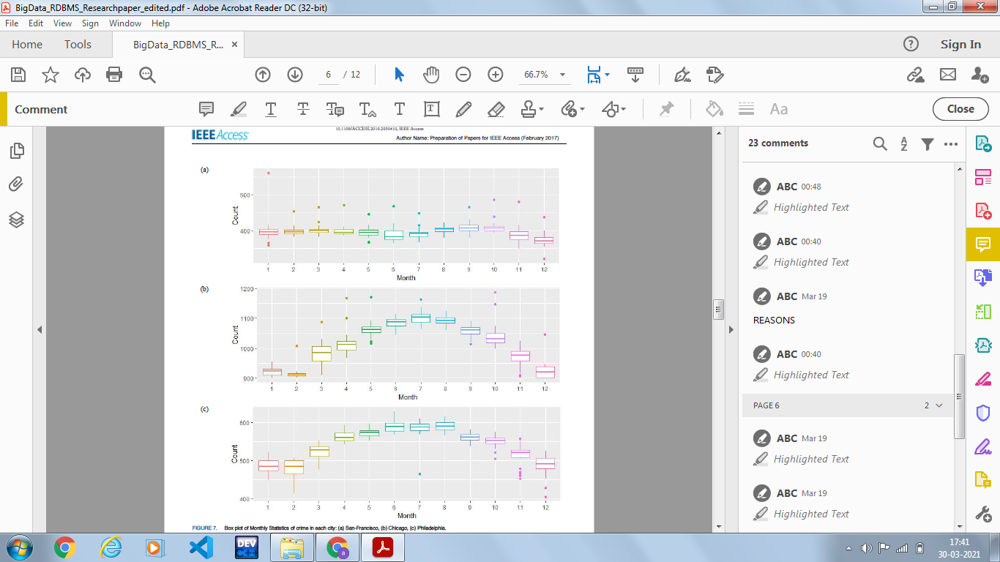 BigData_RDBMS_Researchpaper_edited.pdf - Adobe Acrobat Reader DC (32-bit)
File Edit View Sign Window Help
Home Tools BigData_RDBMS_R... × Sign In
6 / 12 66.7%
Comment Close
IEEE Access
10.1109/ACCESS.2019.2930410, IEEE Access
Author Name: Preparation of Papers for IEEE Access (February 2017)
(a)
500
400
Count
1 2 3 4 5 6 7 8 9 10 11 12
Month
(b)
1200
1100
1000
900
Count
1 2 3 4 5 6 7 8 9 10 11 12
Month
(c)
600
500
400
Count
1 2 3 4 5 6 7 8 9 10 11 12
Month
FIGURE 7. Box plot of Monthly Statistics of crime in each city: (a) San-Francisco, (b) Chicago, (c) Philadelphia.
23 comments
ABC 00:48
Highlighted Text
ABC 00:40
Highlighted Text
ABC Mar 19
REASONS
ABC 00:40
Highlighted Text
PAGE 6 2
ABC Mar 19
Highlighted Text
ABC Mar 19
Highlighted Text
DEV C++
a
17:41
30-03-2021